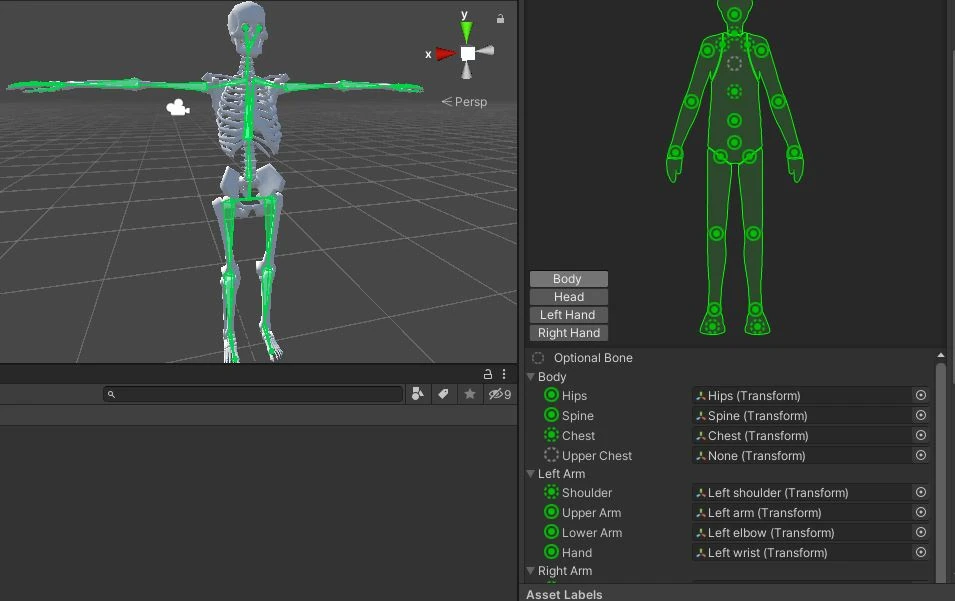 y
x
Persp
9
Body
Head
Left Hand
Right Hand
Optional Bone
Body
Hips Hips (Transform)
Spine Spine (Transform)
Chest Chest (Transform)
Upper Chest None (Transform)
Left Arm
Shoulder Left shoulder (Transform)
Upper Arm Left arm (Transform)
Lower Arm Left elbow (Transform)
Hand Left wrist (Transform)
Right Arm
Asset Labels